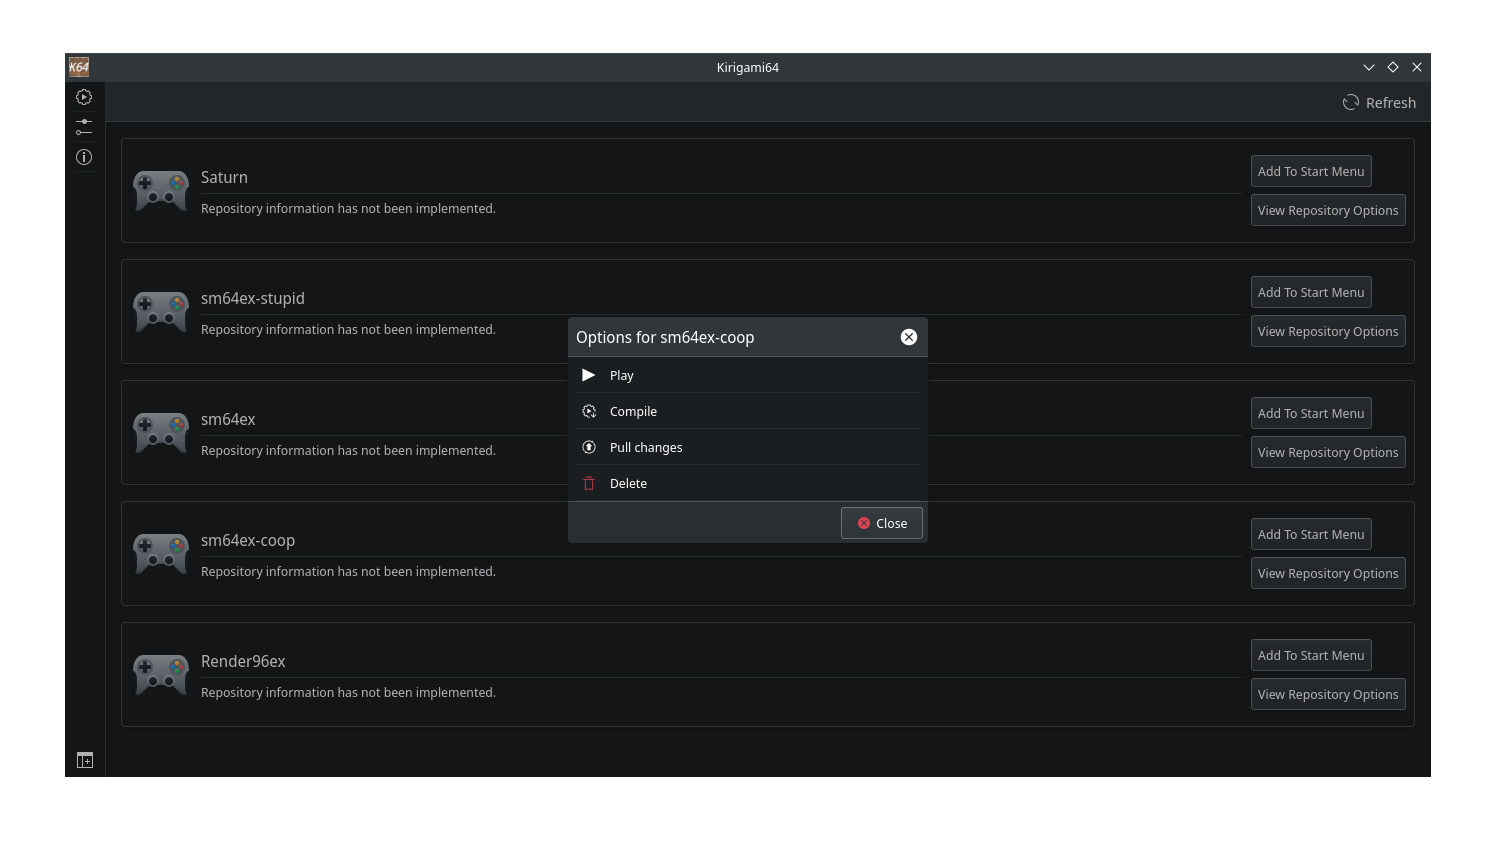 K64
Kirigami64
Refresh
Saturn
Repository information has not been implemented.
Add To Start Menu
View Repository Options
sm64ex-stupid
Repository information has not been implemented.
Add To Start Menu
View Repository Options
sm64ex
Repository information has not been implemented.
Add To Start Menu
View Repository Options
Options for sm64ex-coop
Play
Compile
Pull changes
Delete
Close
sm64ex-coop
Repository information has not been implemented.
Add To Start Menu
View Repository Options
Render96ex
Repository information has not been implemented.
Add To Start Menu
View Repository Options